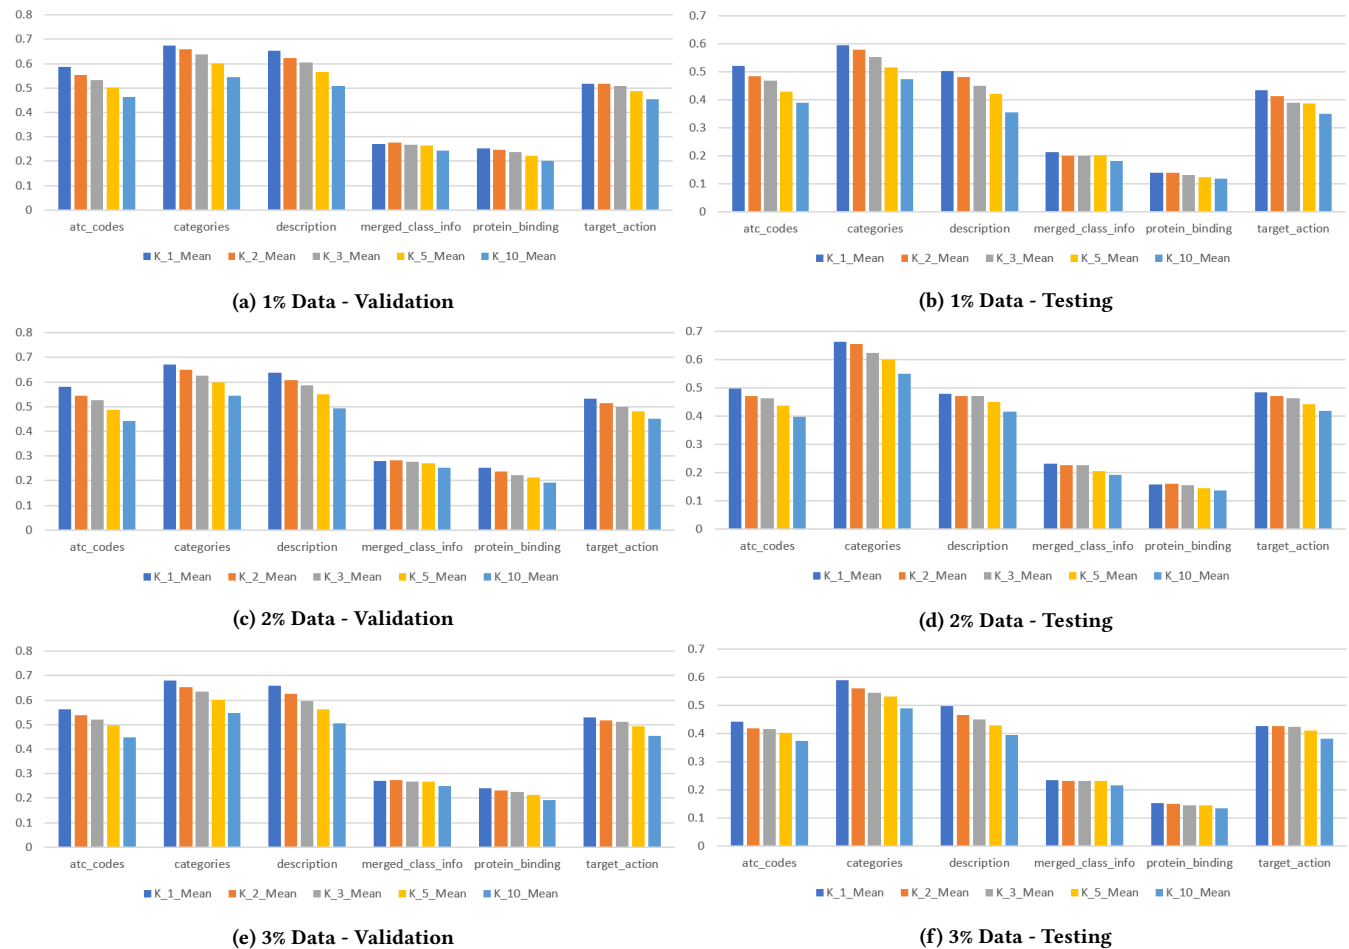 0.8
0.7
0.6
0.5
0.4
0.3
0.2
0.1
0
atc_codes categories description merged_class_info protein_binding target_action
K_1_Mean K_2_Mean K_3_Mean K_5_Mean K_10_Mean
(a) 1% Data - Validation
0.7
0.6
0.5
0.4
0.3
0.2
0.1
0
atc_codes categories description merged_class_info protein_binding target_action
K_1_Mean K_2_Mean K_3_Mean K_5_Mean K_10_Mean
(b) 1% Data - Testing
0.8
0.7
0.6
0.5
0.4
0.3
0.2
0.1
0
atc_codes categories description merged_class_info protein_binding target_action
K_1_Mean K_2_Mean K_3_Mean K_5_Mean K_10_Mean
(c) 2% Data - Validation
0.7
0.6
0.5
0.4
0.3
0.2
0.1
0
atc_codes categories description merged_class_info protein_binding target_action
K_1_Mean K_2_Mean K_3_Mean K_5_Mean K_10_Mean
(d) 2% Data - Testing
0.8
0.7
0.6
0.5
0.4
0.3
0.2
0.1
0
atc_codes categories description merged_class_info protein_binding target_action
K_1_Mean K_2_Mean K_3_Mean K_5_Mean K_10_Mean
(e) 3% Data - Validation
0.7
0.6
0.5
0.4
0.3
0.2
0.1
0
atc_codes categories description merged_class_info protein_binding target_action
K_1_Mean K_2_Mean K_3_Mean K_5_Mean K_10_Mean
(f) 3% Data - Testing